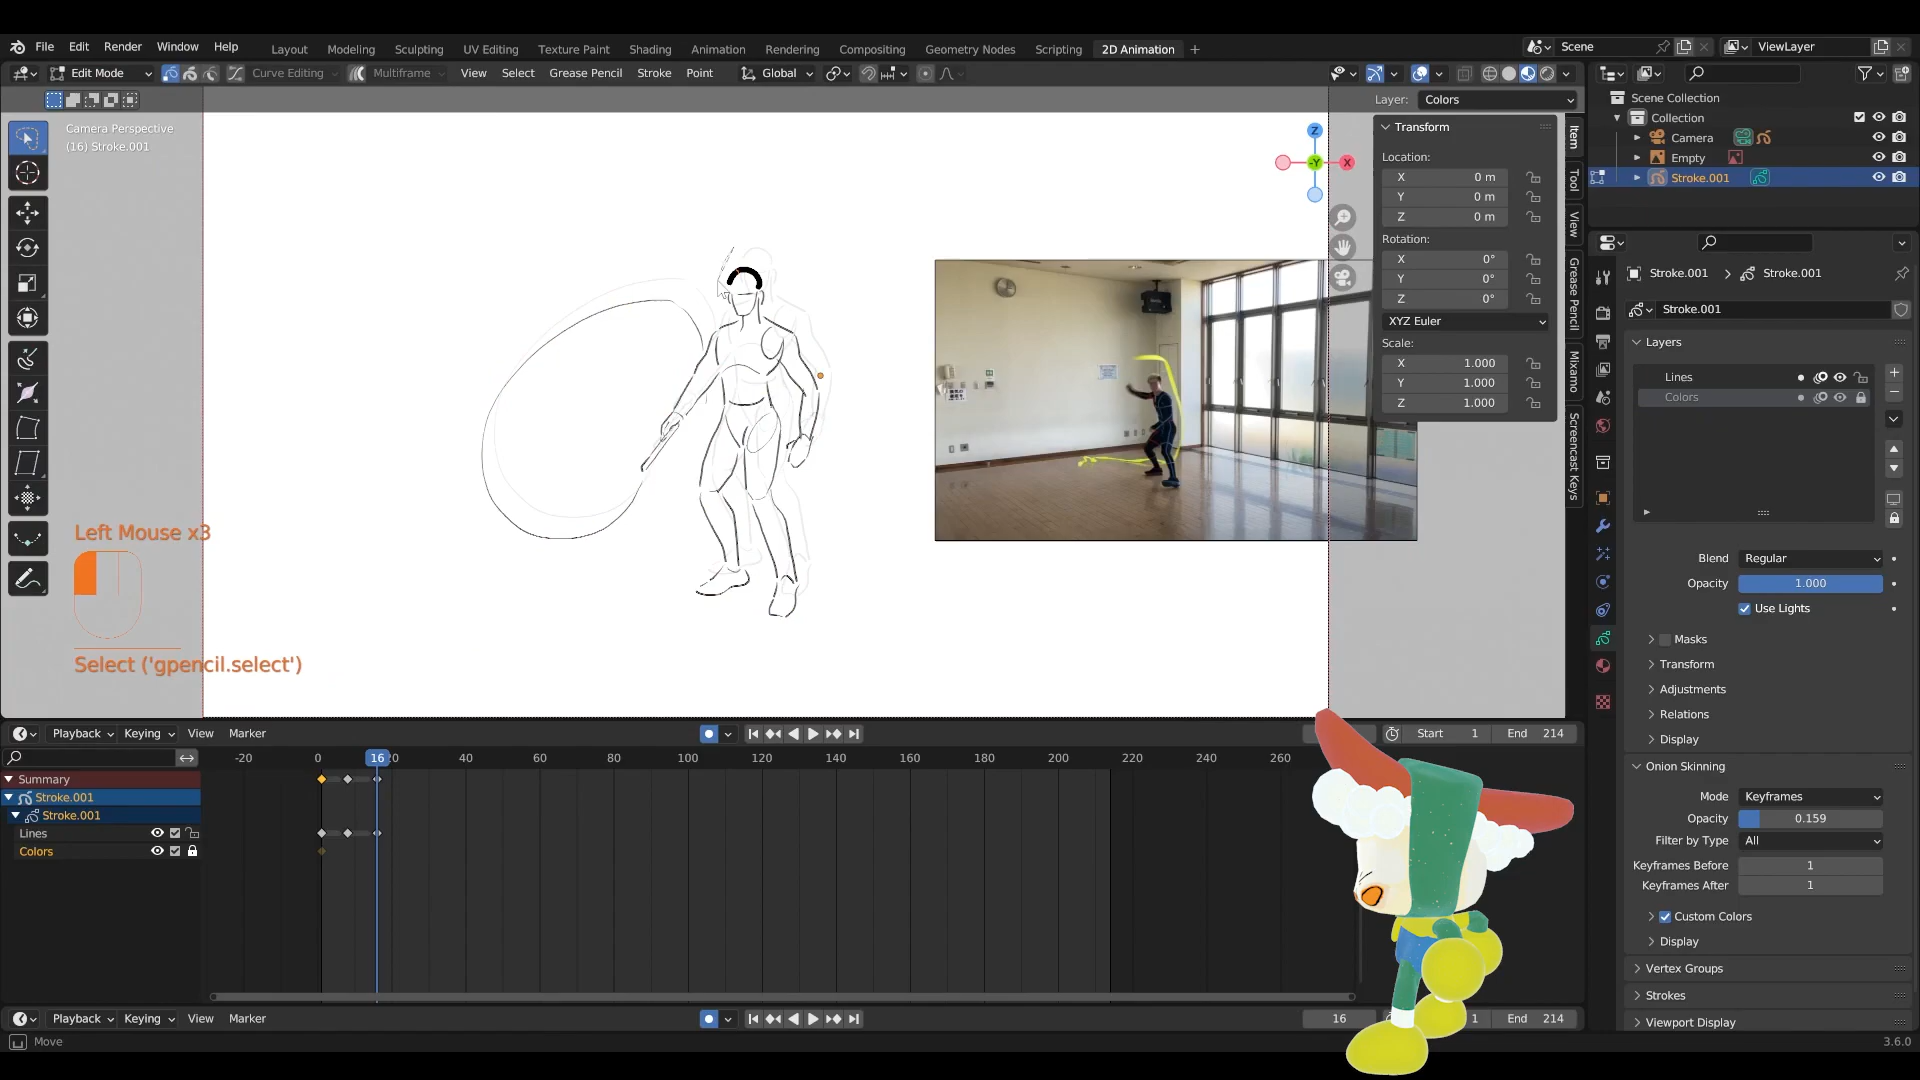 File Edit Render Window Help Layout Modeling Sculpting UV Editing Texture Paint Shading Animation Rendering Compositing Geometry Nodes Scripting 2D Animation + Scene ViewLayer
Edit Mode Curve Editing Multiframe View Select Grease Pencil Stroke Point Global
Layer: Colors
Camera Perspective
(16) Stroke.001
Z
-Y
X
Transform
Location:
X 0 m
Y 0 m
Z 0 m
Rotation:
X 0°
Y 0°
Z 0°
XYZ Euler
Scale:
X 1.000
Y 1.000
Z 1.000
Item
Tool
View
Grease Pencil
Mixamo
Screencast Keys
Left Mouse x3
Select ('gpencil.select')
Scene Collection
Collection
Camera
Empty
Stroke.001
Stroke.001 > Stroke.001
Stroke.001
Layers
Lines
Colors
Blend Regular
Opacity 1.000
Use Lights
Masks
Transform
Adjustments
Relations
Display
Onion Skinning
Mode Keyframes
Opacity 0.159
Filter by Type All
Keyframes Before 1
Keyframes After 1
Custom Colors
Display
Vertex Groups
Strokes
Viewport Display
3.6.0
Playback Keying View Marker Start 1 End 214
-20 0 16 20 40 60 80 100 120 140 160 180 200 220 240 260
Summary
Stroke.001
Stroke.001
Lines
Colors
Playback Keying View Marker 16 1 End 214
Move